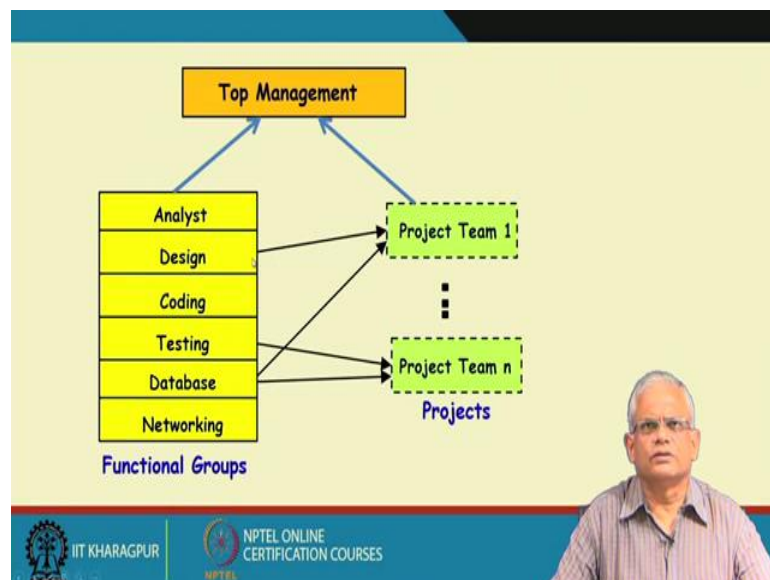 Top Management
Analyst
Design
Coding
Testing
Database
Networking
Functional Groups
Project Team 1
Project Team n
Projects
IIT KHARAGPUR
NPTEL
NPTEL ONLINE
CERTIFICATION COURSES